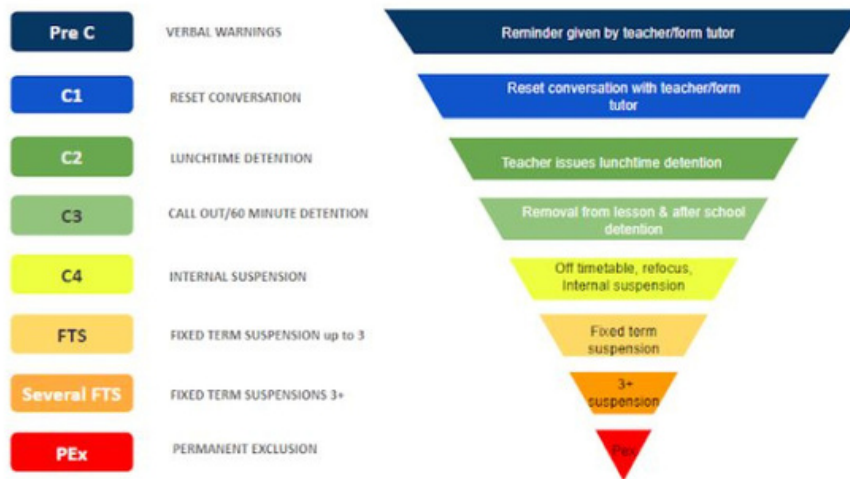 Pre C
VERBAL WARNINGS
Reminder given by teacher/form tutor
C1
RESET CONVERSATION
Reset conversation with teacher/form
tutor
C2
LUNCHTIME DETENTION
Teacher issues lunchtime detention
C3
CALL OUT/60 MINUTE DETENTION
Removal from lesson & after school
detention
C4
INTERNAL SUSPENSION
Off timetable, refocus,
Internal suspension
FTS
FIXED TERM SUSPENSION up to 3
Fixed term
suspension
Several FTS
FIXED TERM SUSPENSIONS 3+
3+
suspension
PEx
PERMANENT EXCLUSION
Pex